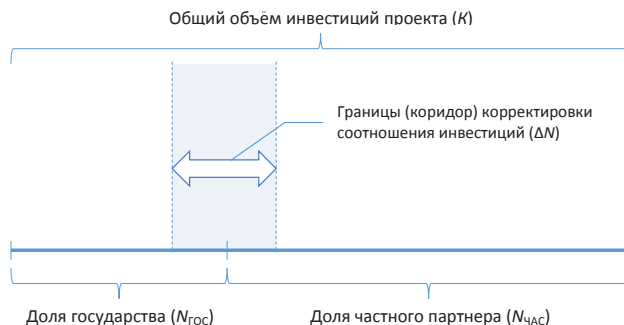 Общий объём инвестиций проекта (K)
Границы (коридор) корректировки
соотношения инвестиций (ΔN)
Доля государства (NГОС)
Доля частного партнера (NЧАС)